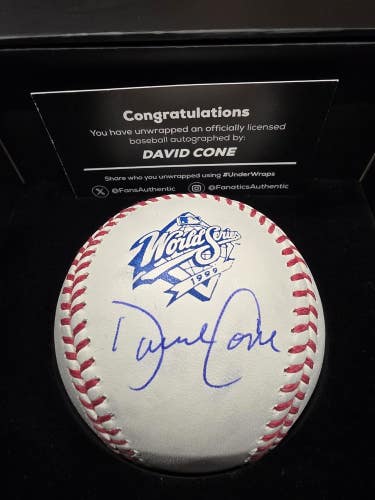 Congratulations
You have unwrapped an officially licensed
baseball autographed by:
DAVID CONE
Share who you unwrapped using #UnderWraps
@FansAuthentic @FanaticsAuthentic
World Series
1999
David Cone